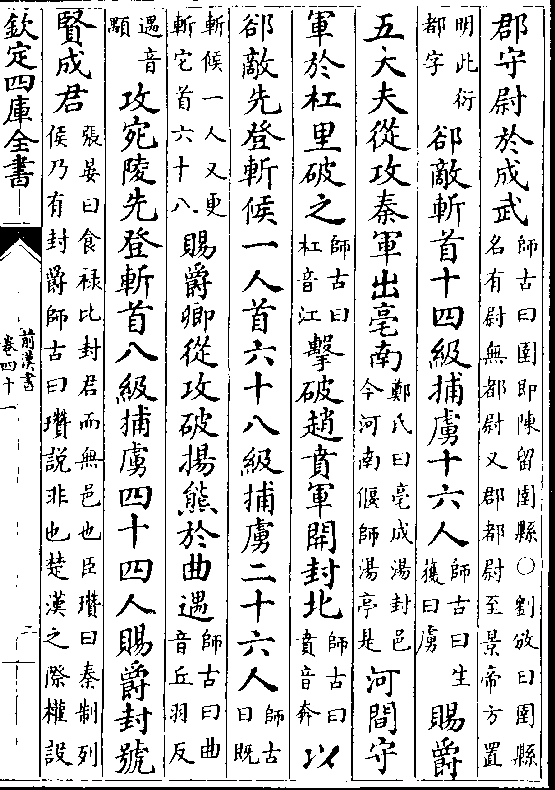 郡守尉於成武師古曰圉即陳留圉縣○劉攽曰圉縣名有尉無都尉又郡都尉至景帝方置
明此衍都字郤敵斬首十四級捕虜十六人師古曰生獲曰虜賜爵
五大夫從攻秦軍出亳南鄭氏曰亳成湯封邑今河南偃師湯亭是河間守
軍於杠里破之師古曰杠音江擊破趙賁軍開封北師古曰賁音奔以
郤敵先登斬候一人首六十八級捕虜二十六人師古曰既
斬候一人又更斬它首六十八賜爵卿從攻破揚熊於曲遇師古曰曲音丘羽反
遇音顒攻宛陵先登斬首八級捕虜四十四人賜爵封號
賢成君張晏曰食禄比封君而無邑也臣瓚曰秦制列侯乃有封爵師古曰瓚説非也楚漢之際權設
欽定四庫全書
前漢書
卷四十一
二